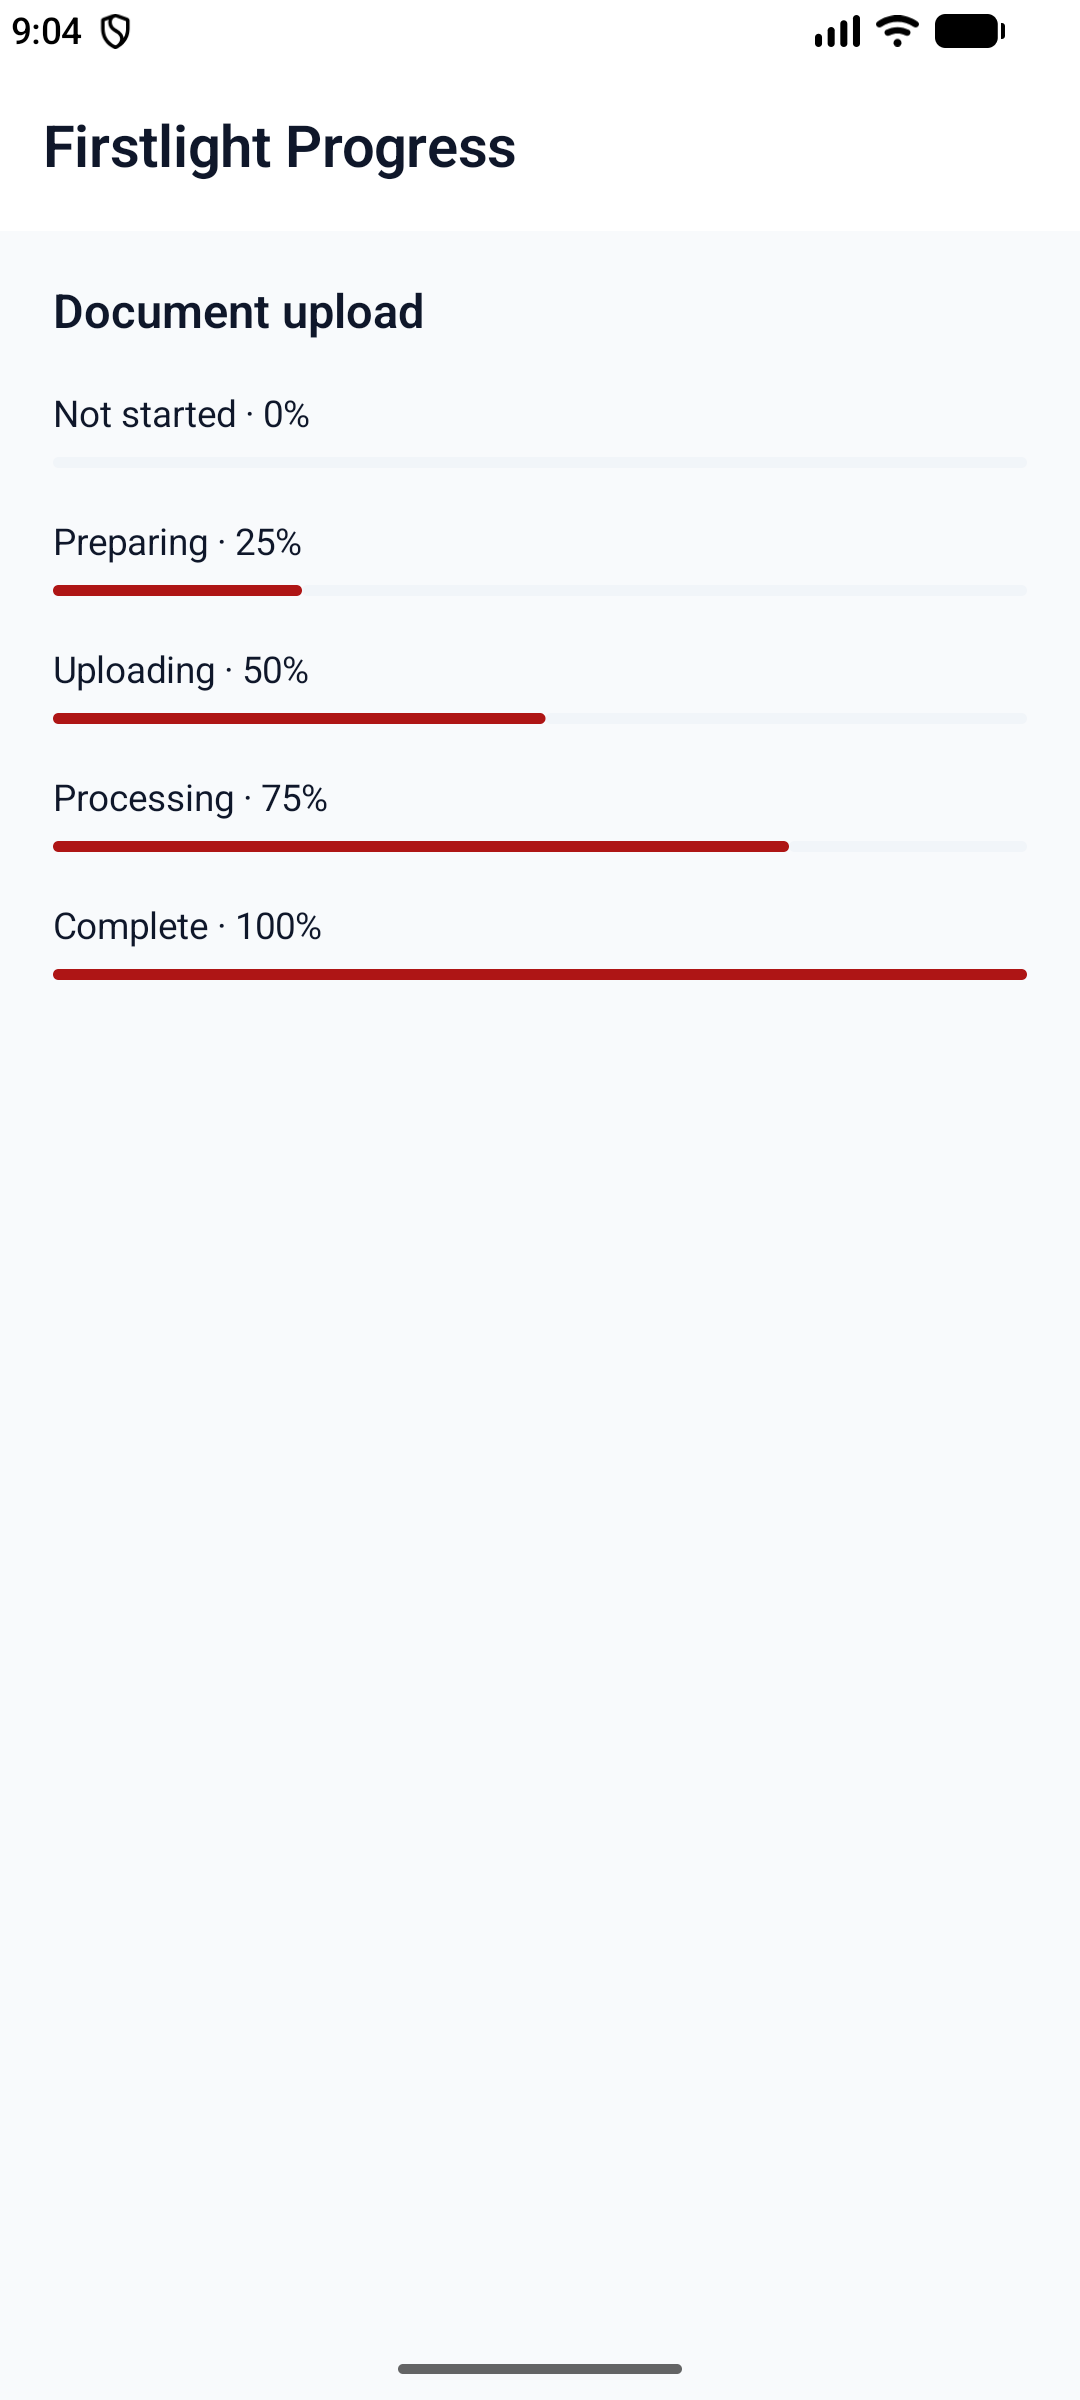 9:04
Firstlight Progress
Document upload
Not started · 0%
Preparing · 25%
Uploading · 50%
Processing · 75%
Complete · 100%